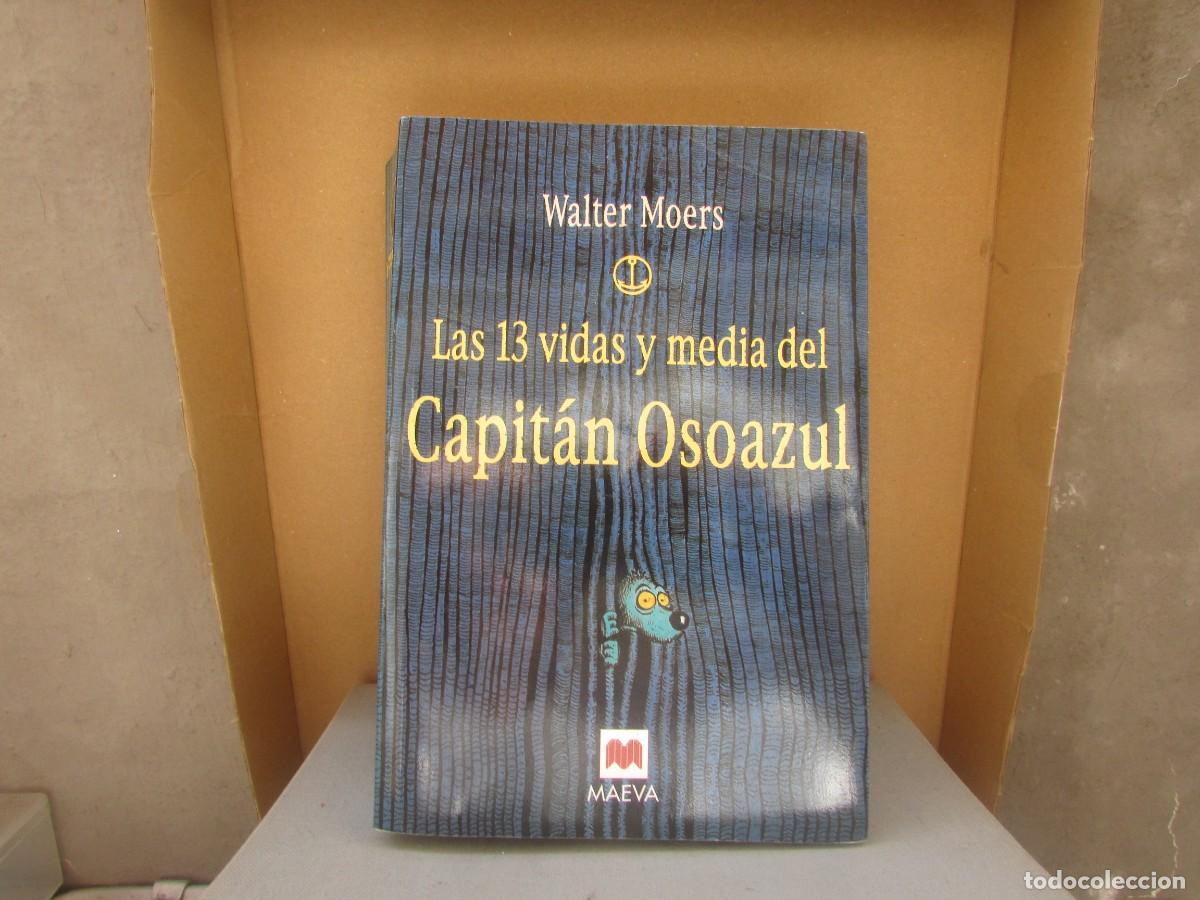 Walter Moers
Las 13 vidas y media del
Capitán Osoazul
MAEVA
todocoleccion